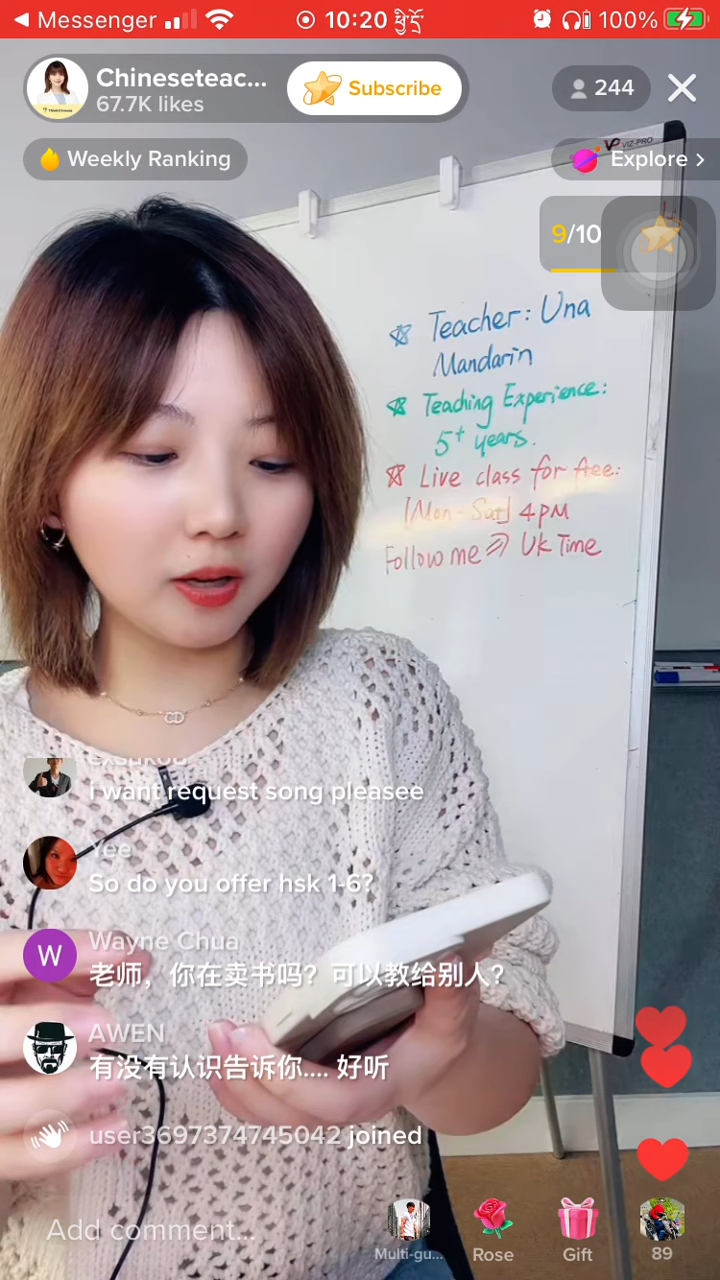 Messenger
10:20
100%
Chineseteac...
67.7K likes
Subscribe
244
Weekly Ranking
VIZ-PRO
Explore >
9/10
Teacher: Una
Mandarin
Teaching Experience:
5+ years.
Live class for free:
[Mon-Sat] 4PM
Follow me UK Time
I want request song pleasee
Yee
So do you offer hsk 1-6?
W
Wayne Chua
老师，你在卖书吗？可以教给别人？
AWEN
有没有认识告诉你.... 好听
user3697374745042 joined
Add comment...
Multi-gu...
Rose
Gift
89